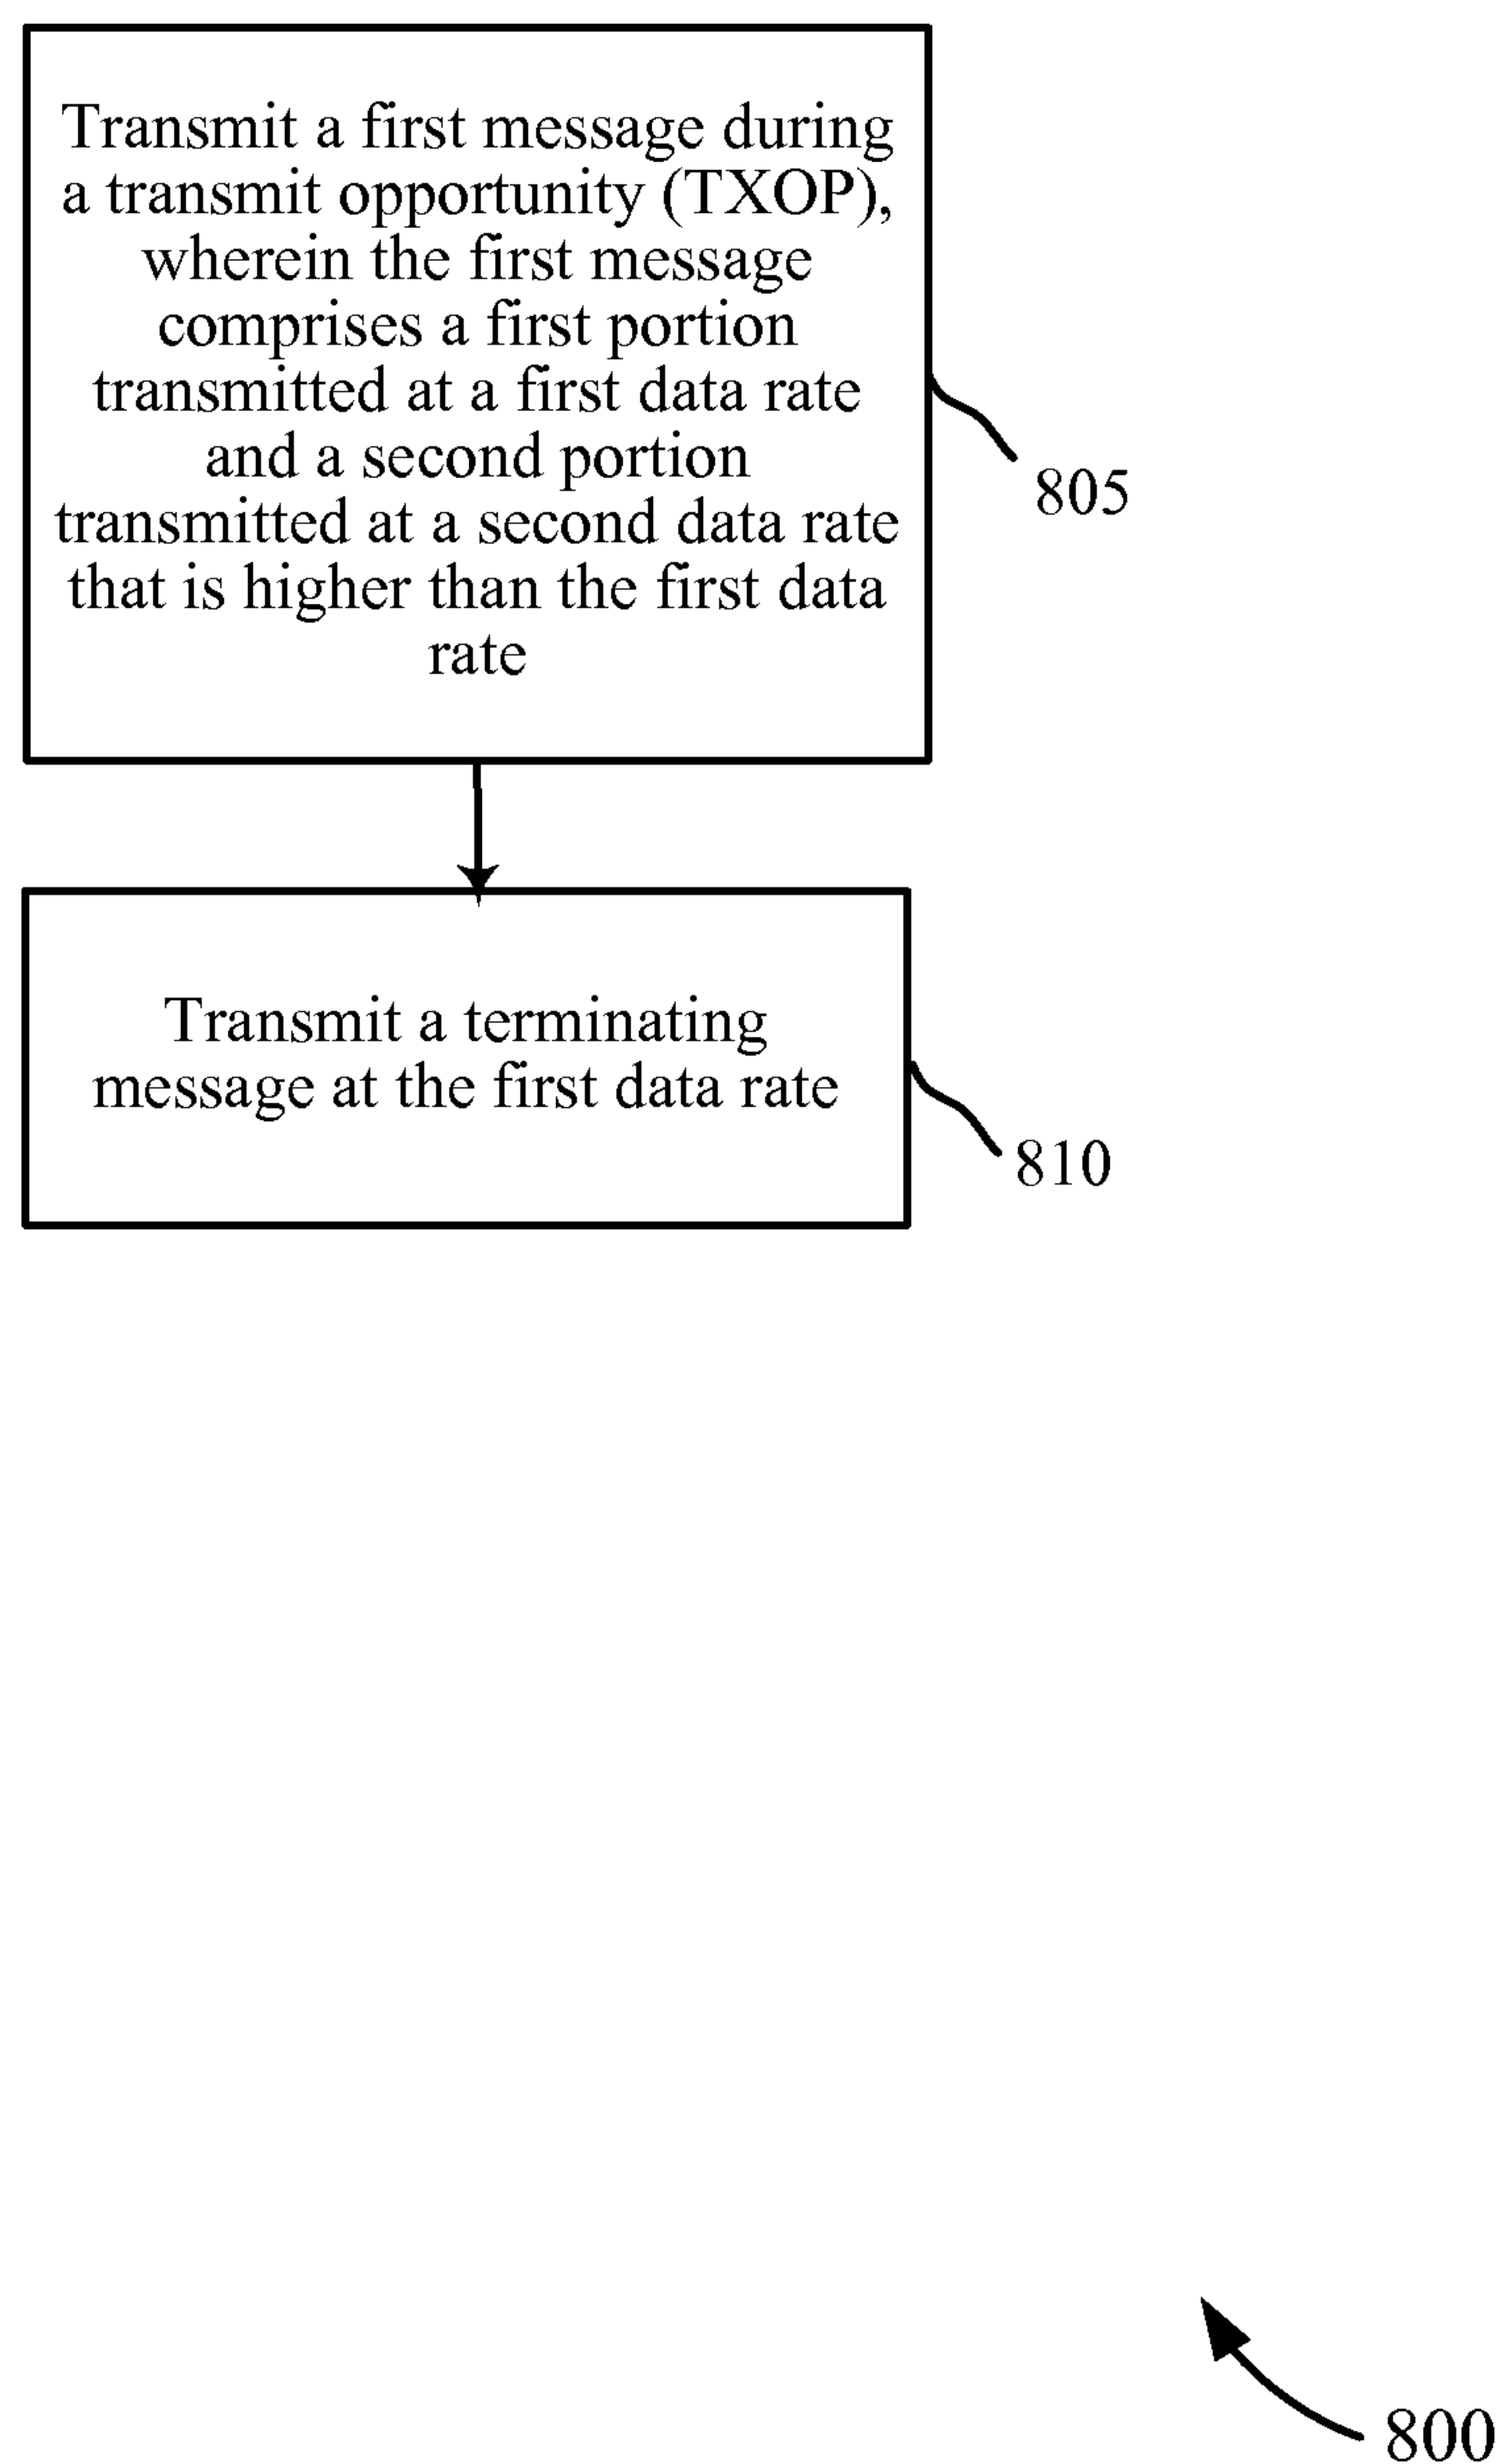 Transmit a first message during
a transmit opportunity (TXOP),
wherein the first message
comprises a first portion
transmitted at a first data rate
and a second portion
transmitted at a second data rate
that is higher than the first data
rate
805
Transmit a terminating
message at the first data rate
810
800